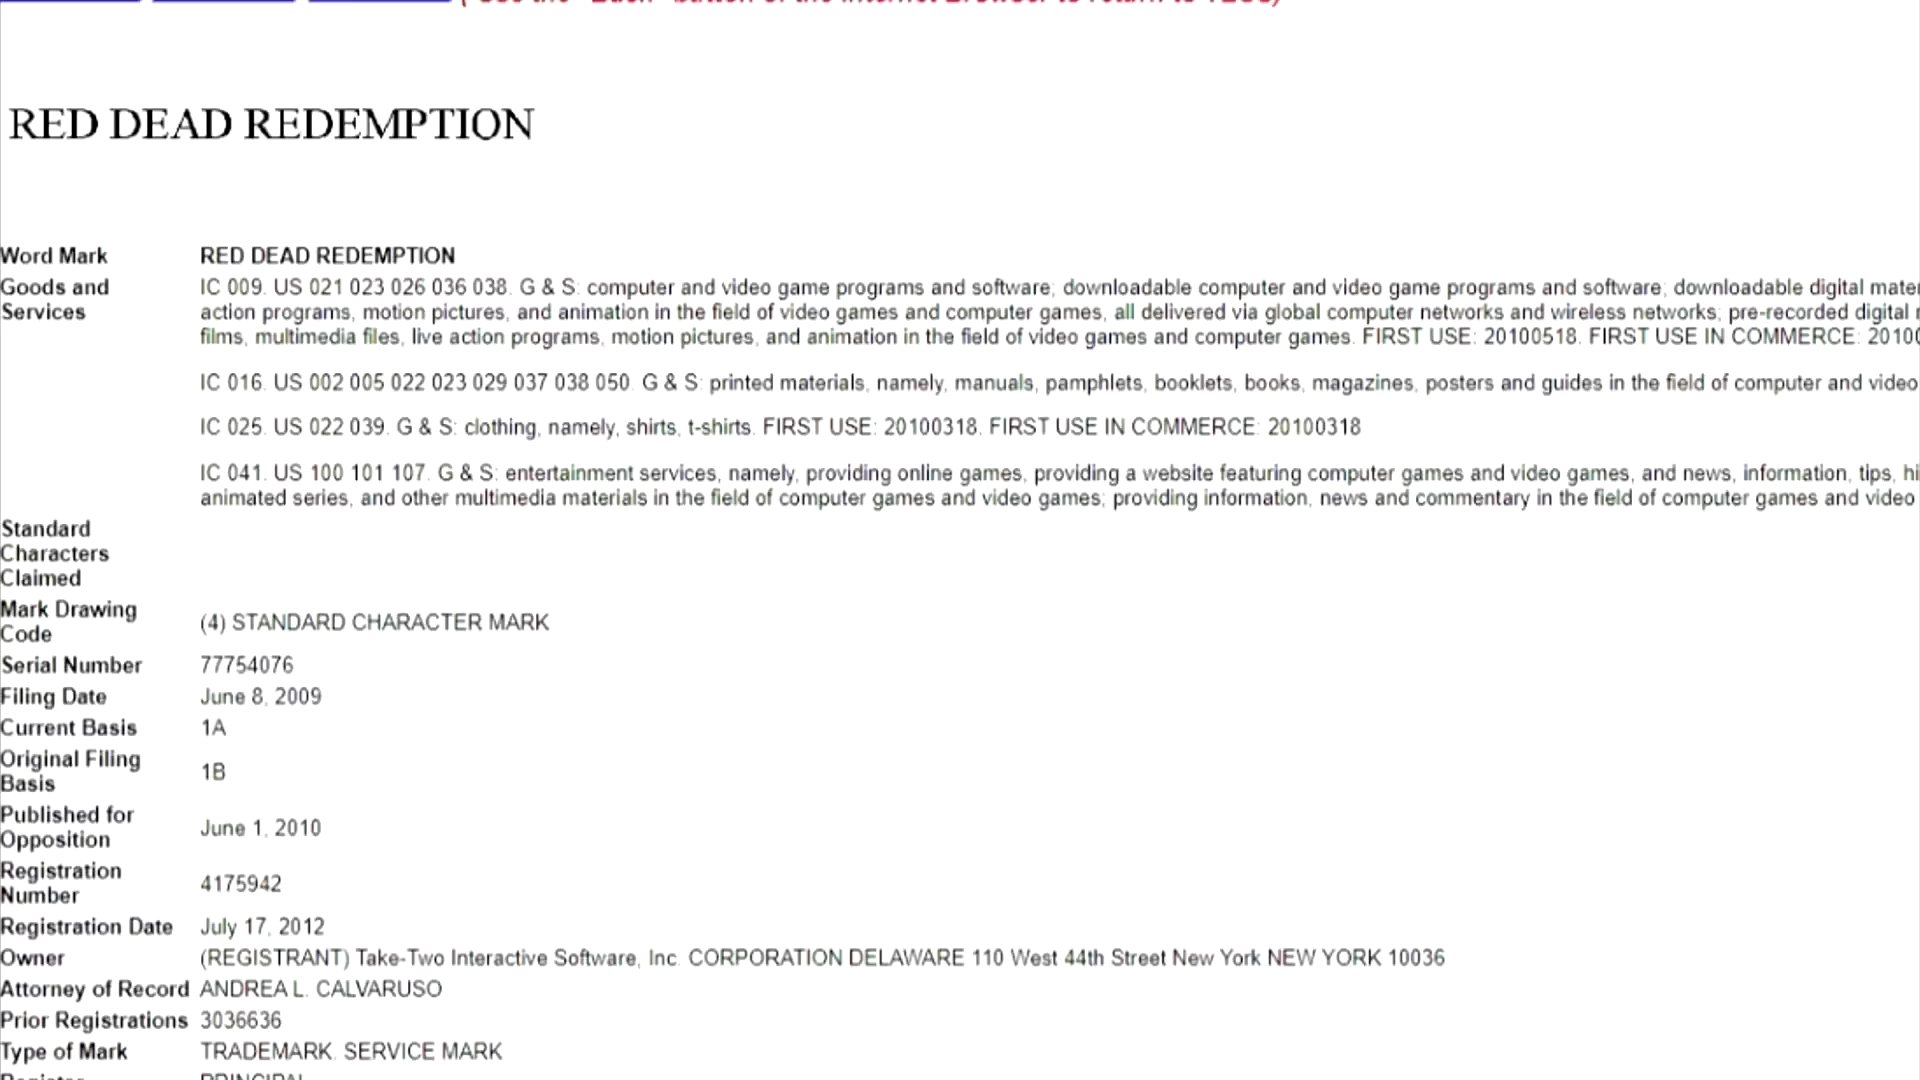 RED DEAD REDEMPTION
Word Mark RED DEAD REDEMPTION
Goods and Services IC 009. US 021 023 026 036 038. G & S: computer and video game programs and software; downloadable computer and video game programs and software; downloadable digital
action programs, motion pictures, and animation in the field of video games and computer games, all delivered via global computer networks and wireless networks; pre-recorded digital
films, multimedia files, live action programs, motion pictures, and animation in the field of video games and computer games. FIRST USE: 20100518. FIRST USE IN COMMERCE:
IC 016. US 002 005 022 023 029 037 038 050. G & S: printed materials, namely, manuals, pamphlets, booklets, books, magazines, posters and guides in the field of computer and video
IC 025. US 022 039. G & S: clothing, namely, shirts, t-shirts. FIRST USE: 20100318. FIRST USE IN COMMERCE: 20100318
IC 041. US 100 101 107. G & S: entertainment services, namely, providing online games, providing a website featuring computer games and video games, and news, information, tips,
animated series, and other multimedia materials in the field of computer games and video games; providing information, news and commentary in the field of computer games and video
Standard
Characters
Claimed
Mark Drawing Code (4) STANDARD CHARACTER MARK
Serial Number 77754076
Filing Date June 8, 2009
Current Basis 1A
Original Filing Basis 1B
Published for Opposition June 1, 2010
Registration Number 4175942
Registration Date July 17, 2012
Owner (REGISTRANT) Take-Two Interactive Software, Inc. CORPORATION DELAWARE 110 West 44th Street New York NEW YORK 10036
Attorney of Record ANDREA L. CALVARUSO
Prior Registrations 3036636
Type of Mark TRADEMARK. SERVICE MARK